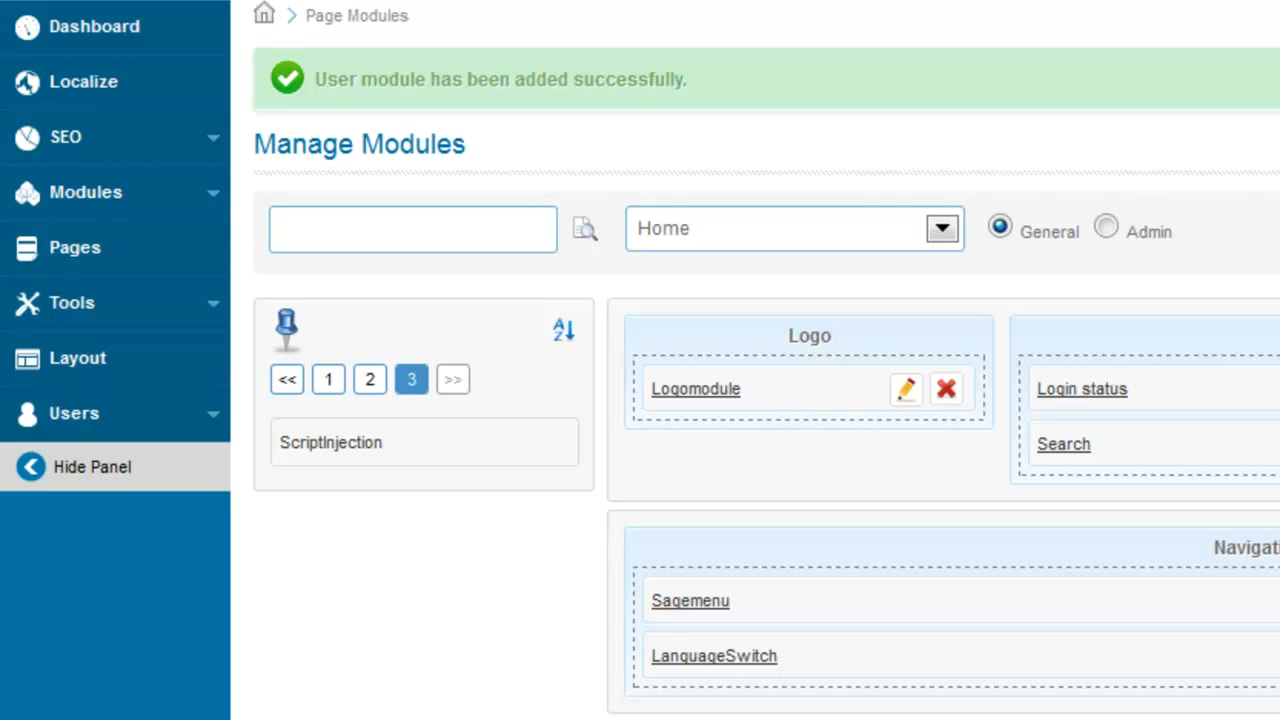 Dashboard
Localize
SEO
Modules
Pages
Tools
Layout
Users
Hide Panel
Page Modules
User module has been added successfully.
Manage Modules
Home
General
Admin
A
Z
<< 1 2 3 >>
ScriptInjection
Logo
Logomodule
Login status
Search
Navigati
Sagemenu
LanguageSwitch